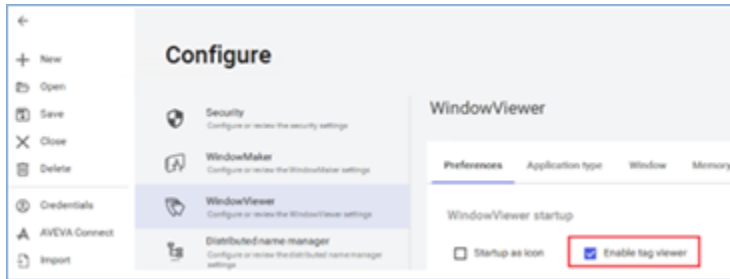 New
Open
Save
Close
Delete
Credentials
AVEVA Connect
Import
Configure
Security
Configure or review the security settings
WindowMaker
Configure or review the WindowMaker settings
WindowViewer
Configure or review the WindowViewer settings
Distributed name manager
Configure or review the distributed name manager
settings
WindowViewer
Preferences Application type Window Memory
WindowViewer startup
Startup as icon Enable tag viewer